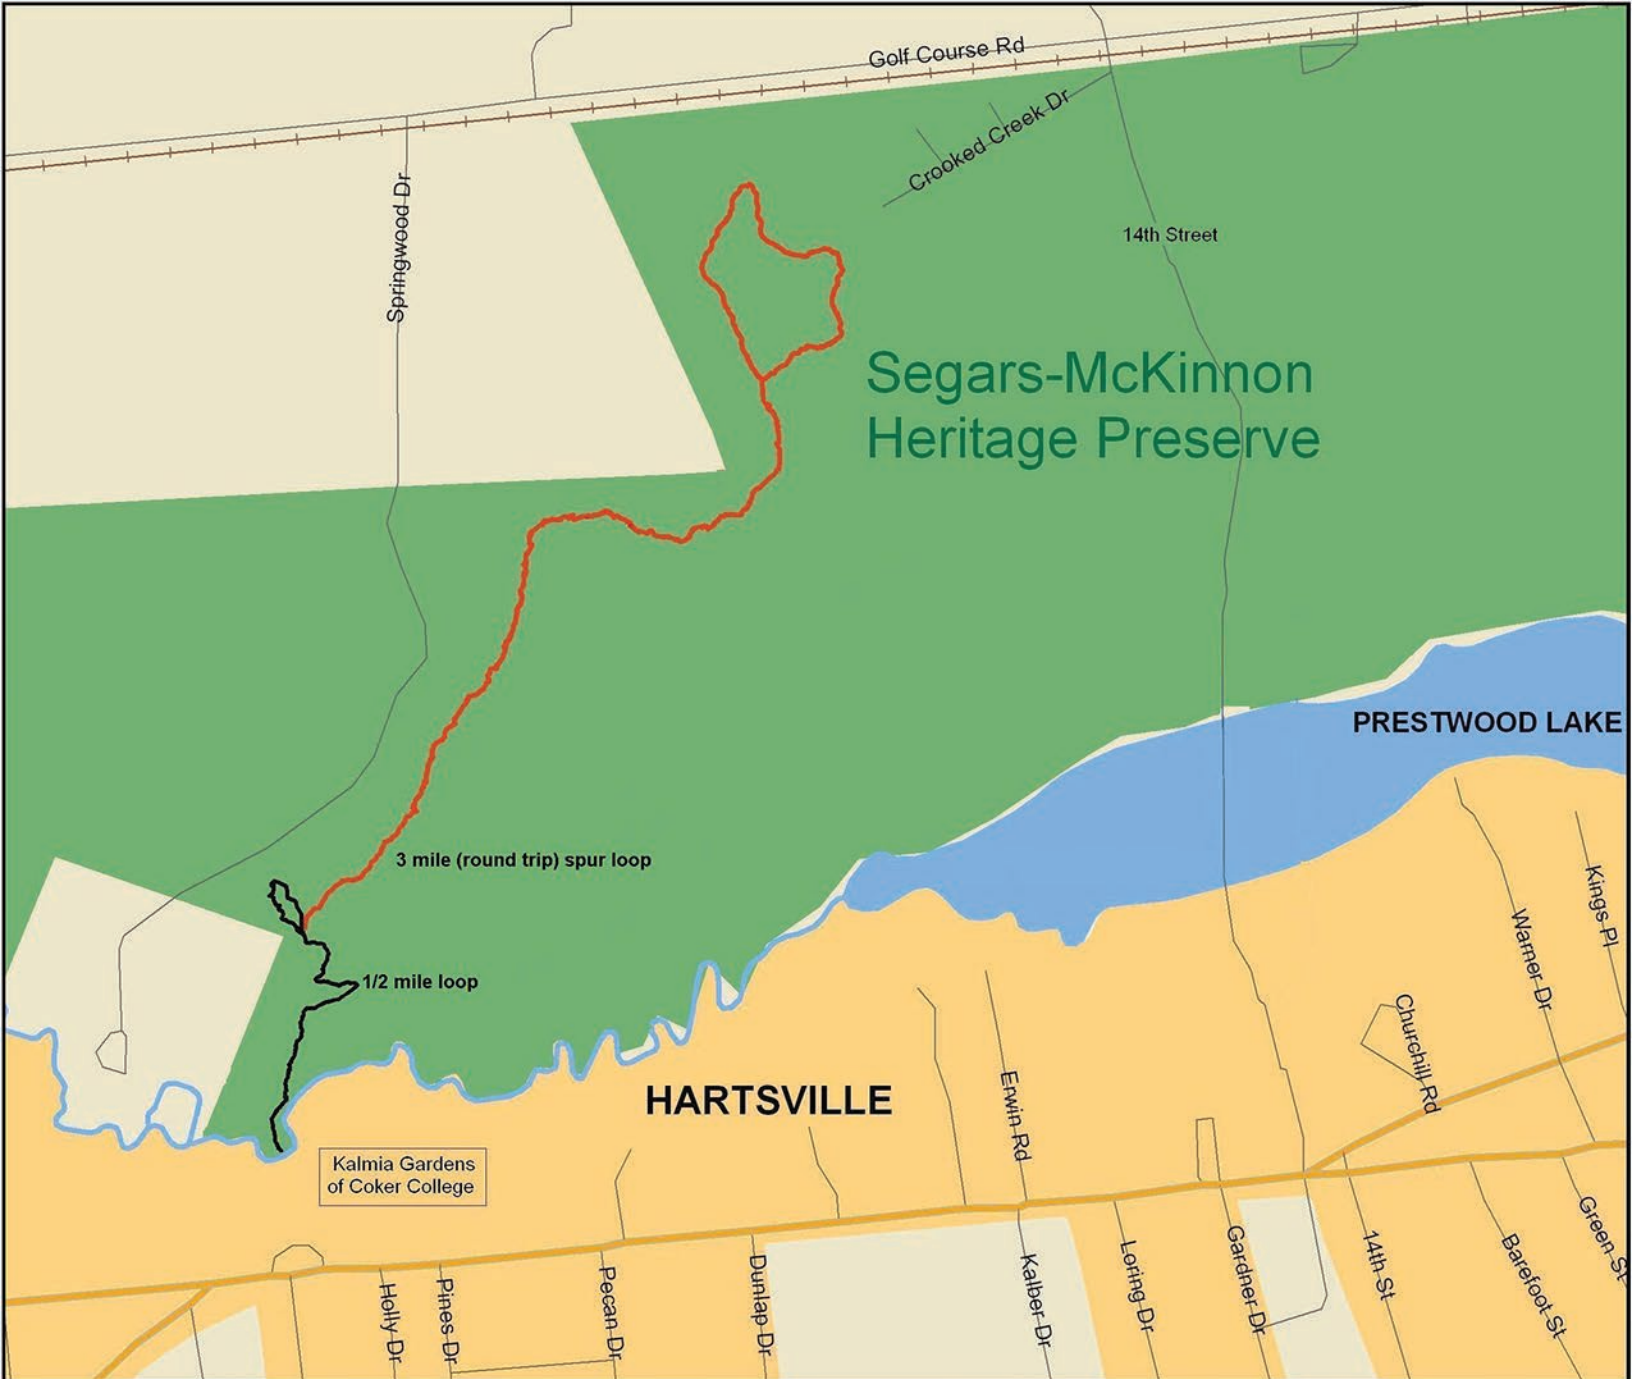 Golf Course Rd
Crooked Creek Dr
Springwood Dr
14th Street
Segars-McKinnon
Heritage Preserve
PRESTWOOD LAKE
3 mile (round trip) spur loop
1/2 mile loop
Kings Pl
Warner Dr
Churchill Rd
Erwin Rd
HARTSVILLE
Kalmia Gardens
of Coker College
Holly Dr
Pines Dr
Pecan Dr
Dunlap Dr
Kalber Dr
Loring Dr
Gardner Dr
14th St
Barefoot St
Green St